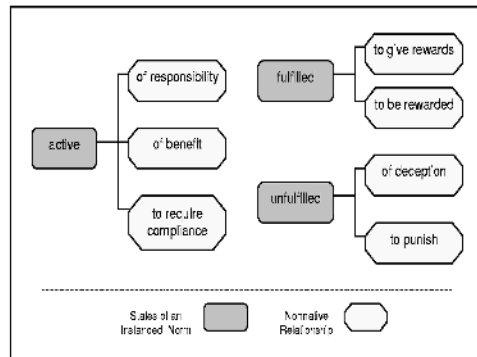 of responsibility
active
of benefit
to require
compliance
fulfilled
to give rewards
to be rewarded
unfulfilled
of deception
to punish
States of an
Instanced Norm
Normative
Relationship